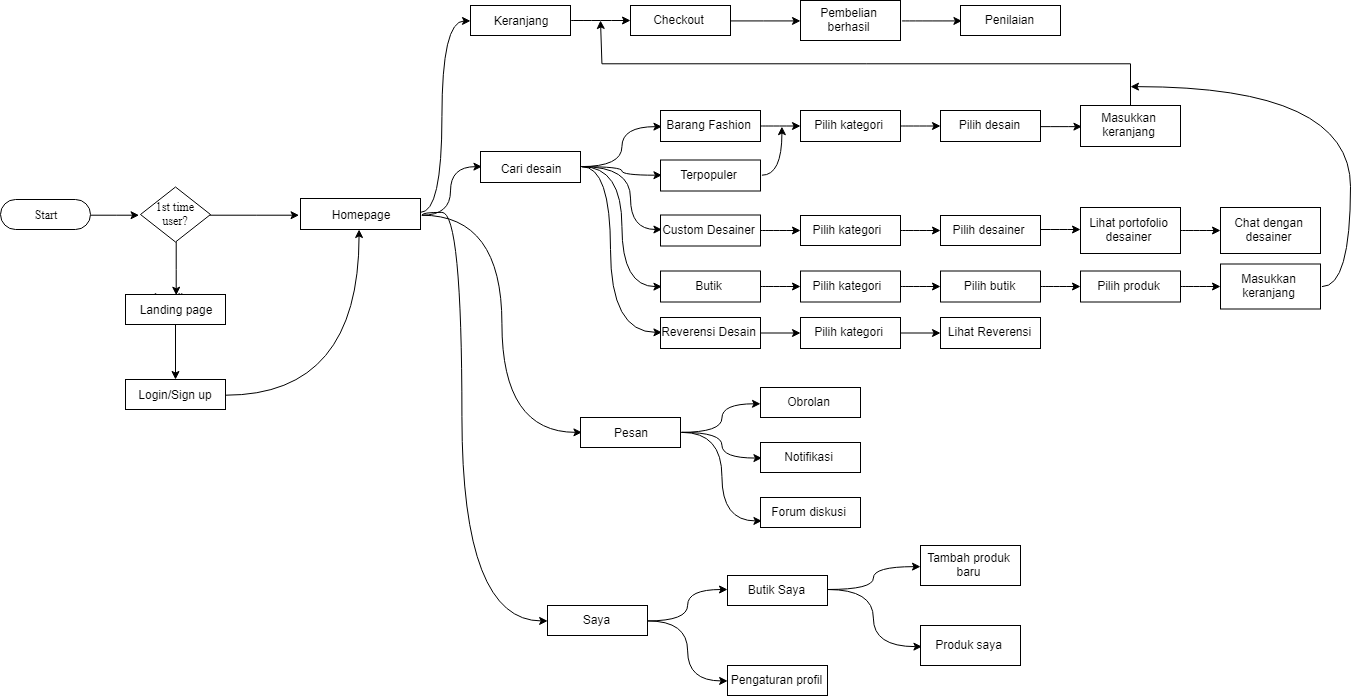 Keranjang
Checkout
Pembelian
berhasil
Penilaian
Barang Fashion
Pilih kategori
Pilih desain
Masukkan
keranjang
Cari desain
Terpopuler
Start
1st time
user?
Homepage
Custom Desainer
Pilih kategori
Pilih desainer
Lihat portofolio
desainer
Chat dengan
desainer
Butik
Pilih kategori
Pilih butik
Pilih produk
Masukkan
keranjang
Landing page
Reverensi Desain
Pilih kategori
Lihat Reverensi
Login/Sign up
Obrolan
Pesan
Notifikasi
Forum diskusi
Tambah produk
baru
Butik Saya
Saya
Produk saya
Pengaturan profil